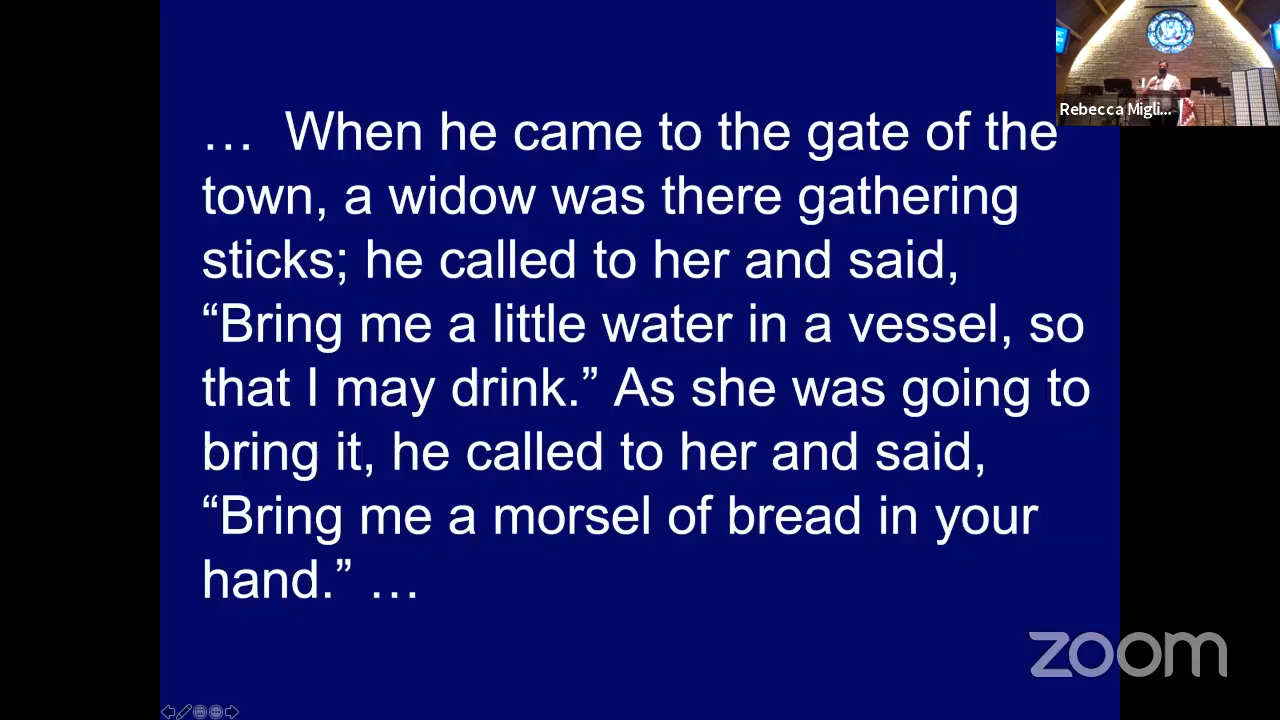 Rebecca Migli...
… When he came to the gate of the
town, a widow was there gathering
sticks; he called to her and said,
“Bring me a little water in a vessel, so
that I may drink.” As she was going to
bring it, he called to her and said,
“Bring me a morsel of bread in your
hand.” …
zoom